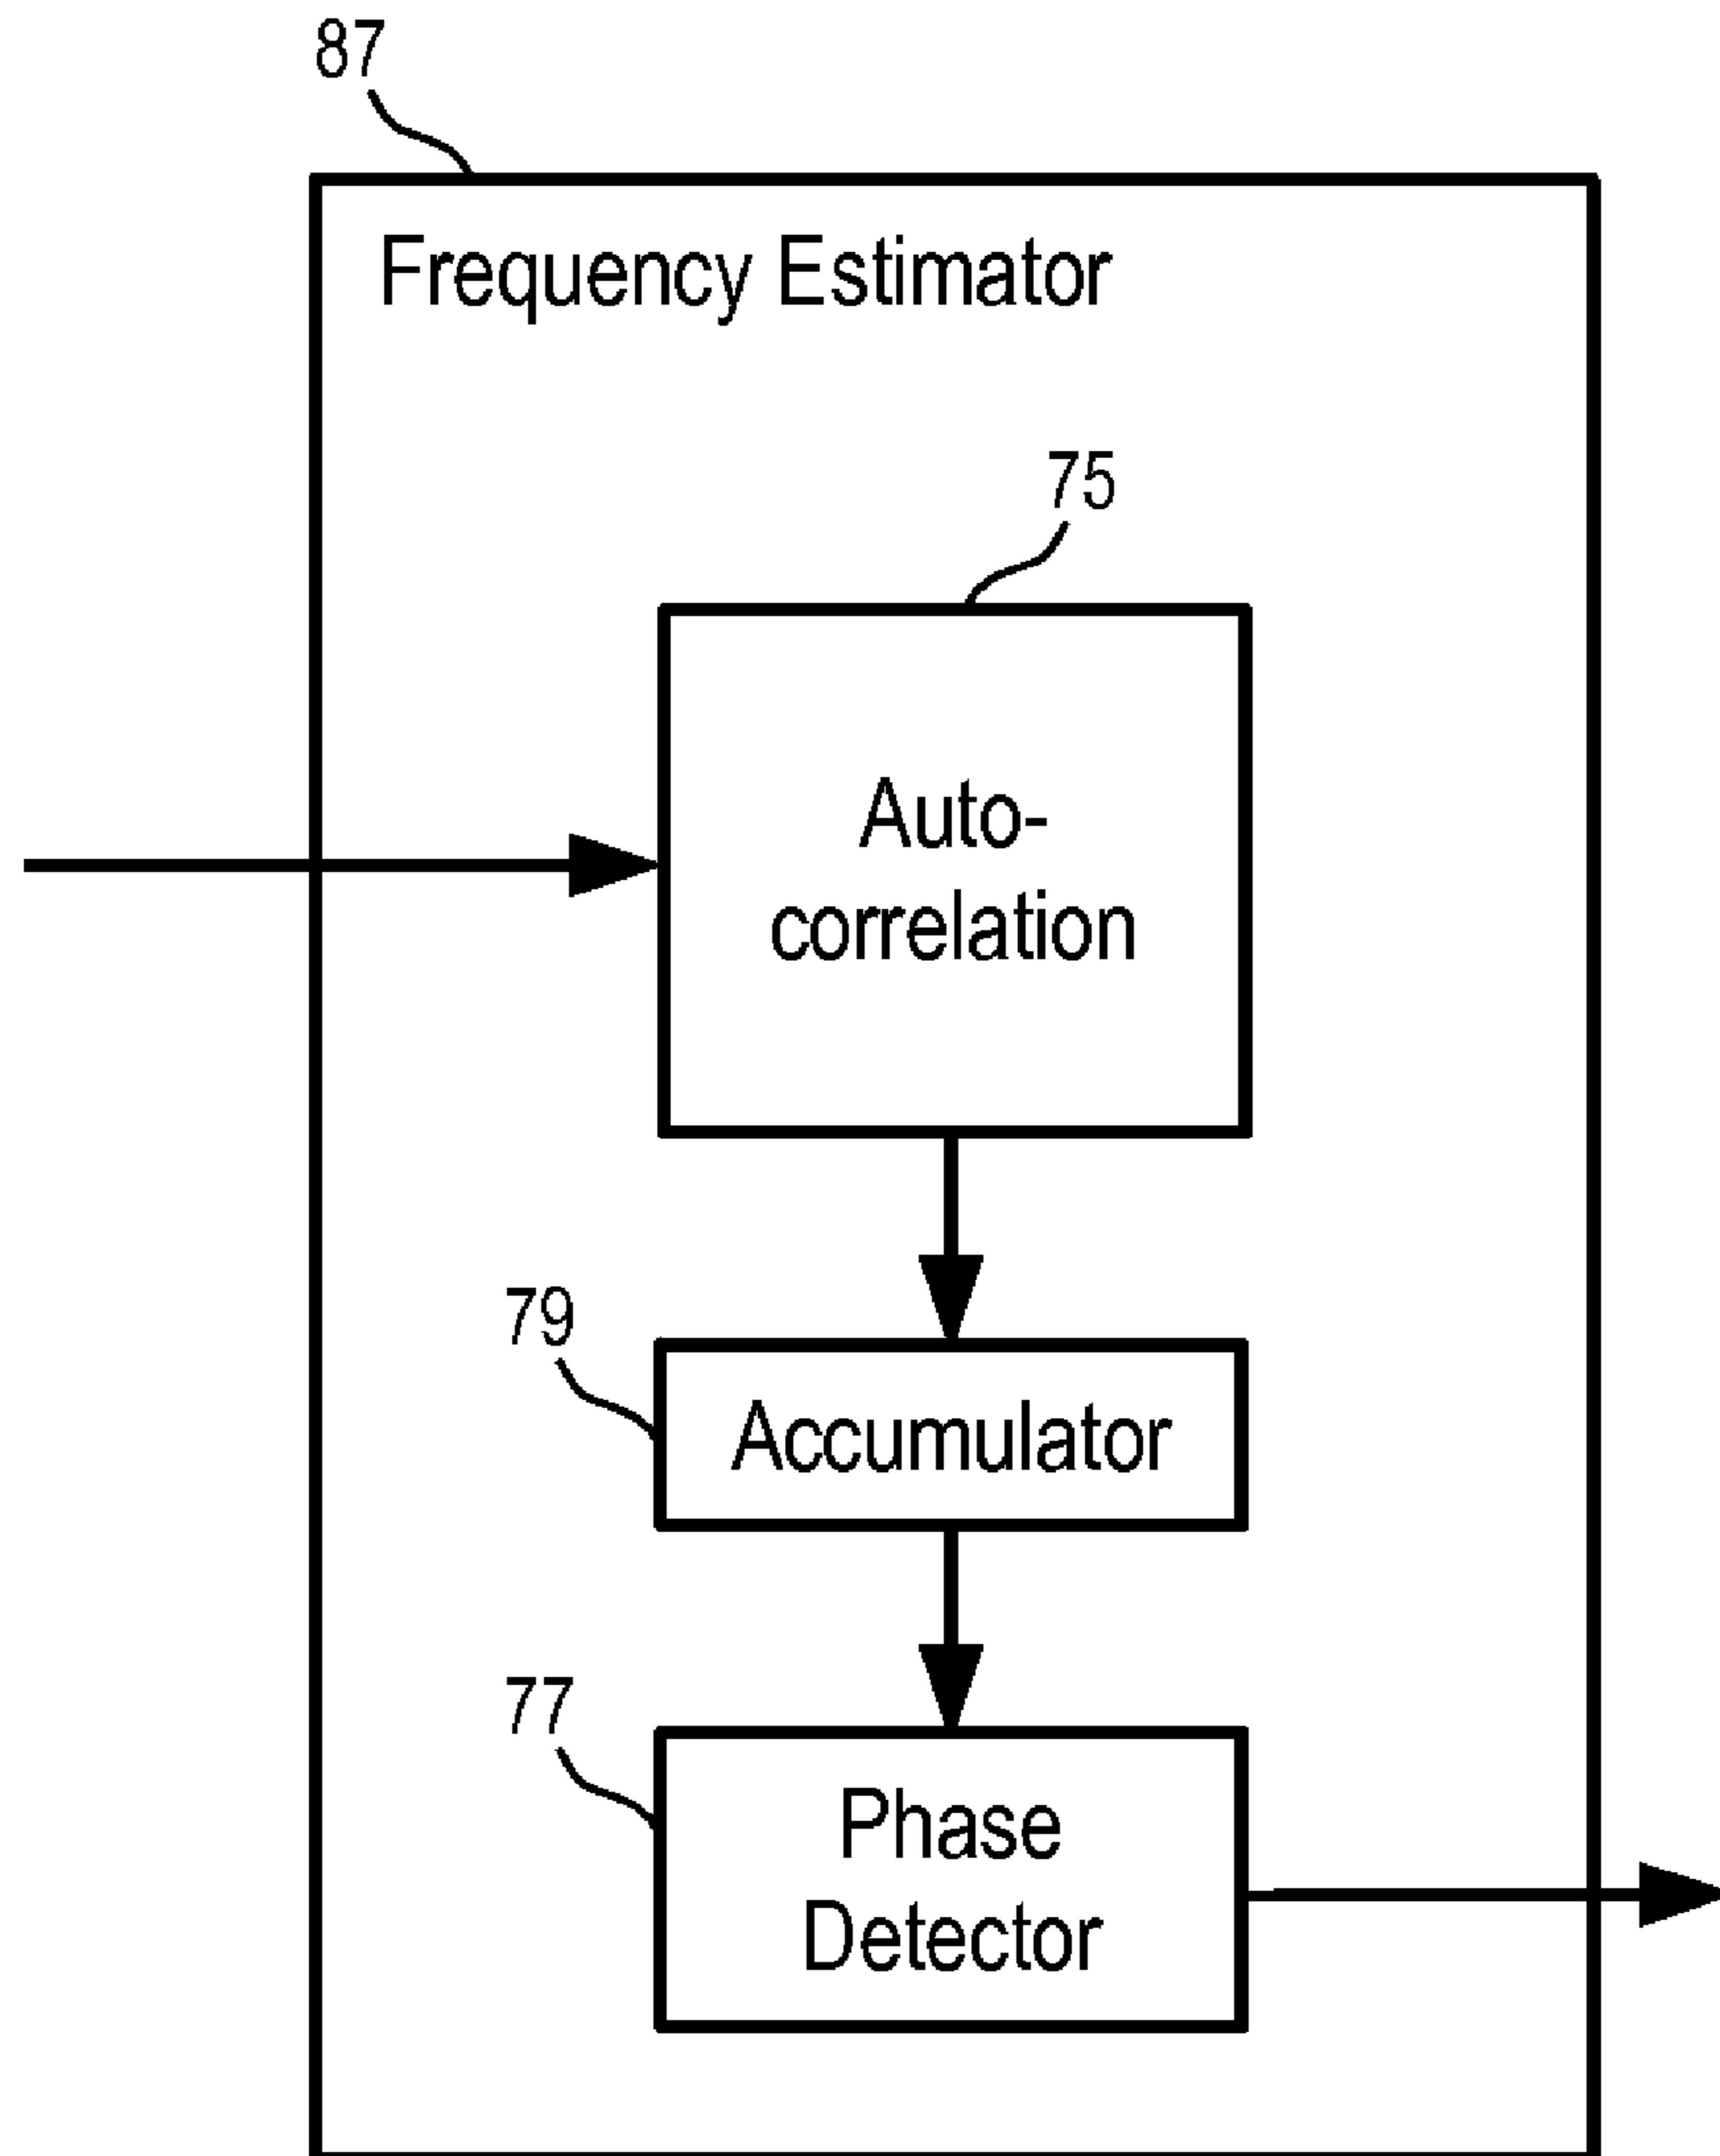 87
Frequency Estimator
75
Auto-
correlation
79
Accumulator
77
Phase
Detector